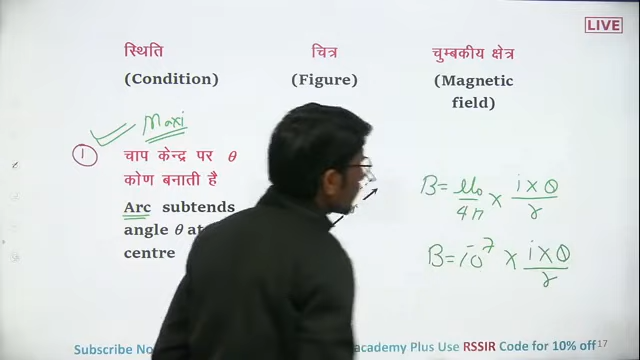 LIVE
स्थिति चित्र चुम्बकीय क्षेत्र
(Condition) (Figure) (Magnetic
field)
Maxi
1 चाप केन्द्र पर θ
कोण बनाती है
Arc subtends
angle θ at
centre
B = μ₀/4π × i×θ/r
B = 10⁻⁷ × i×θ/r
Subscribe No academy Plus Use RSSIR Code for 10% off 17